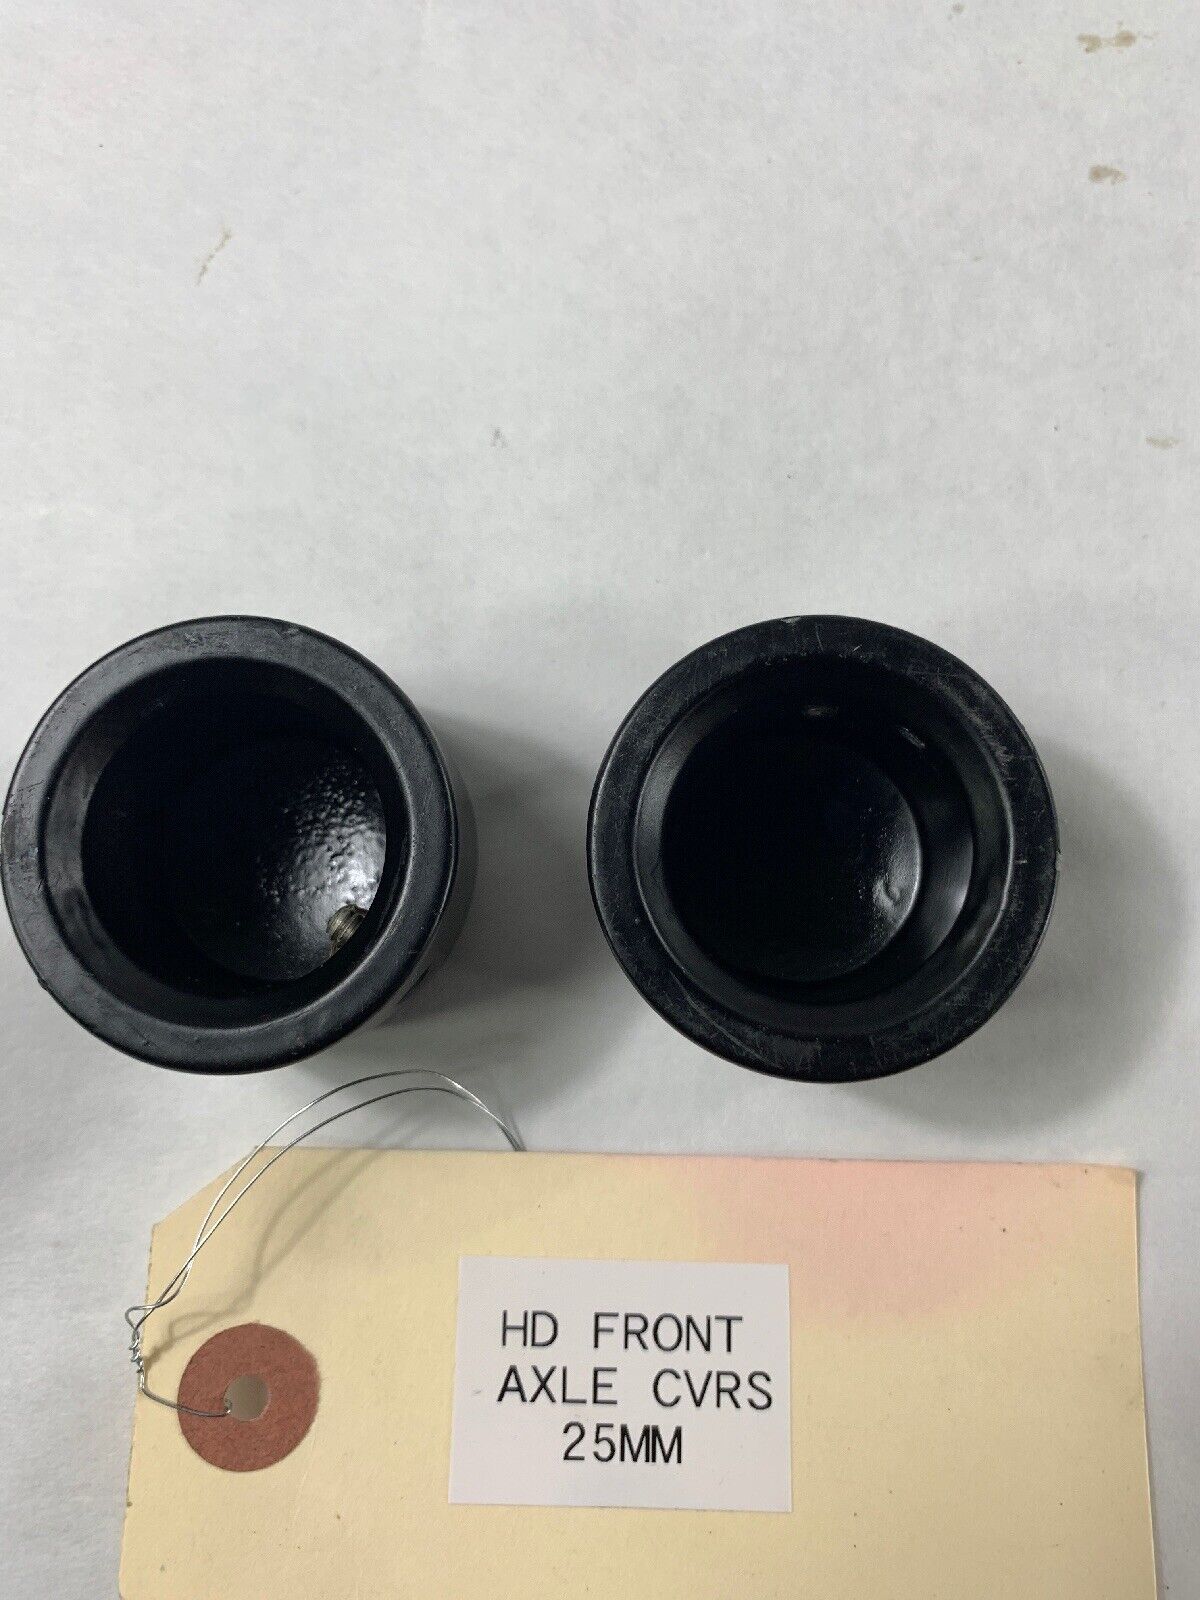 HD FRONT
AXLE CVRS
25MM